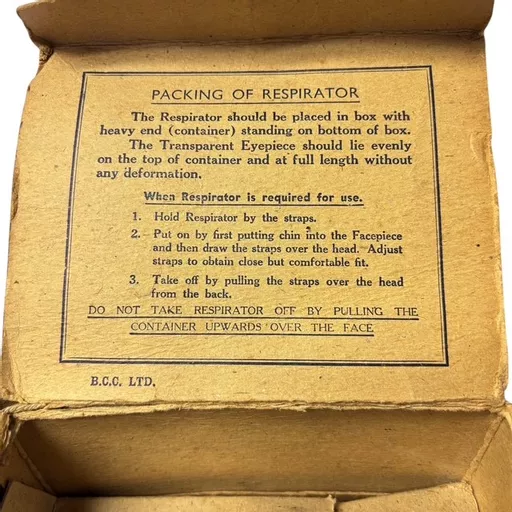 PACKING OF RESPIRATOR
The Respirator should be placed in box with
heavy end (container) standing on bottom of box.
The Transparent Eyepiece should lie evenly
on the top of container and at full length without
any deformation.
When Respirator is required for use.
1. Hold Respirator by the straps.
2. Put on by first putting chin into the Facepiece
and then draw the straps over the head. Adjust
straps to obtain close but comfortable fit.
3. Take off by pulling the straps over the head
from the back.
DO NOT TAKE RESPIRATOR OFF BY PULLING THE
CONTAINER UPWARDS OVER THE FACE
B.C.C. LTD.